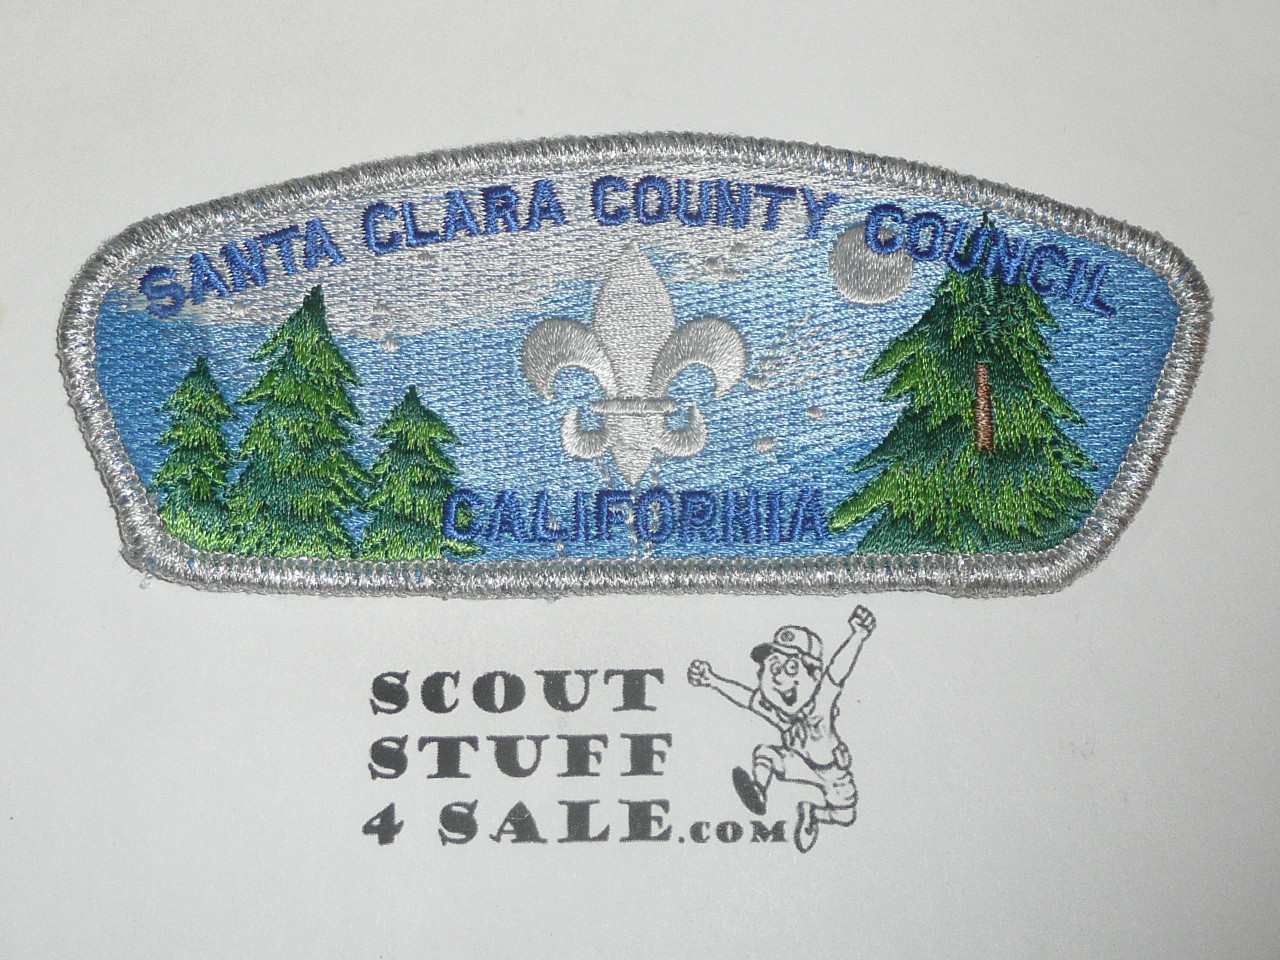 SANTA CLARA COUNTY COUNCIL
CALIFORNIA
SCOUT
STUFF
4 SALE.COM